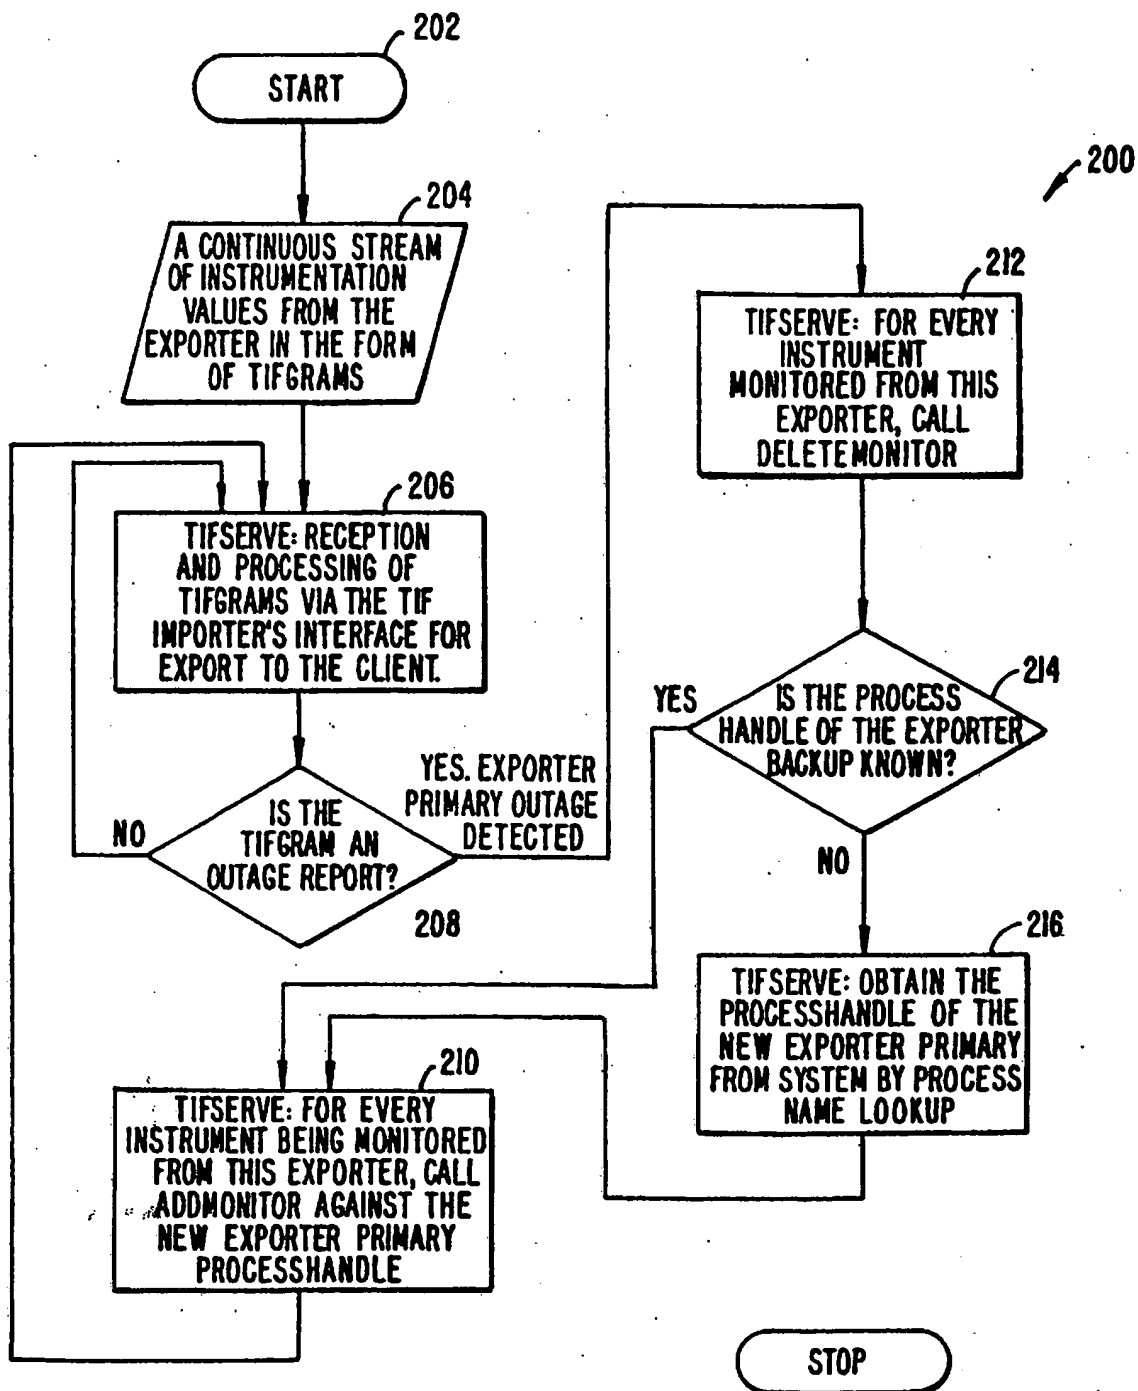 202
START
200
204
A CONTINUOUS STREAM
OF INSTRUMENTATION
VALUES FROM THE
EXPORTER IN THE FORM
OF TIFGRAMS
206
TIFSERVE: RECEPTION
AND PROCESSING OF
TIFGRAMS VIA THE TIF
IMPORTER'S INTERFACE FOR
EXPORT TO THE CLIENT.
IS THE
TIFGRAM AN
OUTAGE REPORT?
208
NO
YES. EXPORTER
PRIMARY OUTAGE
DETECTED
212
TIFSERVE: FOR EVERY
INSTRUMENT
MONITORED FROM THIS
EXPORTER, CALL
DELETEMONITOR
214
IS THE PROCESS
HANDLE OF THE EXPORTER
BACKUP KNOWN?
YES
NO
216
TIFSERVE: OBTAIN THE
PROCESSHANDLE OF THE
NEW EXPORTER PRIMARY
FROM SYSTEM BY PROCESS
NAME LOOKUP
210
TIFSERVE: FOR EVERY
INSTRUMENT BEING MONITORED
FROM THIS EXPORTER, CALL
ADDMONITOR AGAINST THE
NEW EXPORTER PRIMARY
PROCESSHANDLE
STOP